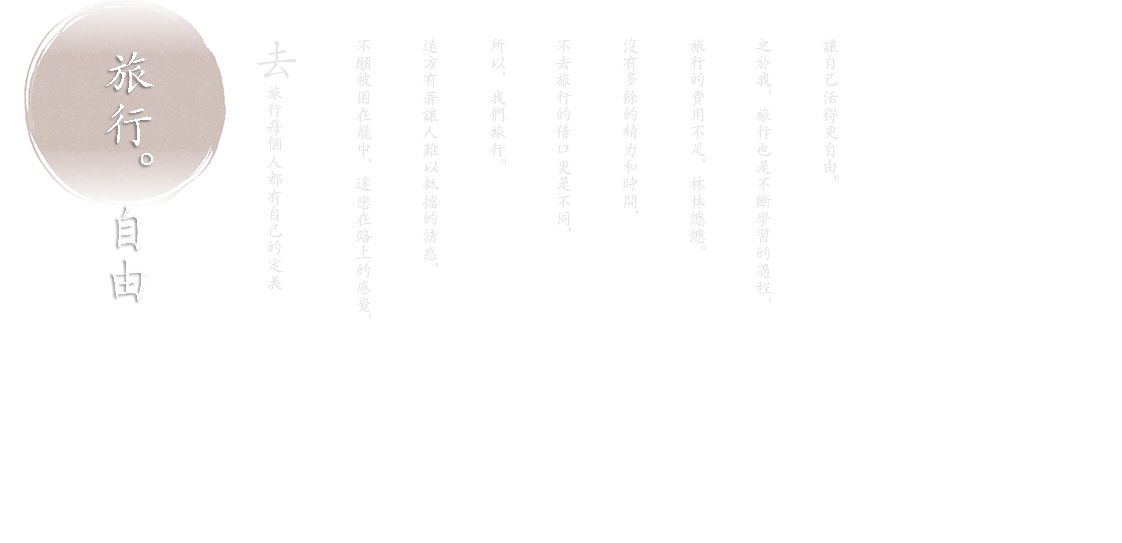 旅行。自由
去旅行每個人都有自己的定義
不願被困在籠中，迷戀在路上的感覺，
遠方有著讓人難以抵擋的誘惑，
所以，我們旅行。
不去旅行的借口更是不同，
沒有多餘的精力和時間，
旅行的費用不足，林林總總。
之於我，旅行也是不斷學習的過程，
讓自己活得更自由。